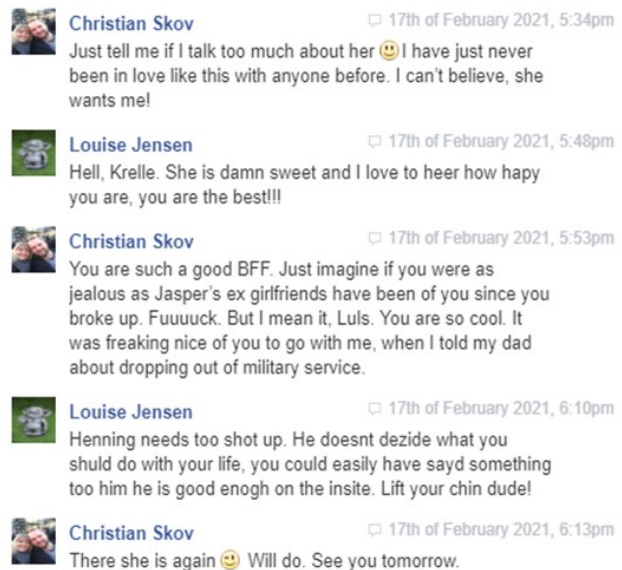 Christian Skov 17th of February 2021, 5:34pm
Just tell me if I talk too much about her 🙂 I have just never
been in love like this with anyone before. I can't believe, she
wants me!
Louise Jensen 17th of February 2021, 5:48pm
Hell, Krelle. She is damn sweet and I love to heer how hapy
you are, you are the best!!!
Christian Skov 17th of February 2021, 5:53pm
You are such a good BFF. Just imagine if you were as
jealous as Jasper's ex girlfriends have been of you since you
broke up. Fuuuuck. But I mean it, Luls. You are so cool. It
was freaking nice of you to go with me, when I told my dad
about dropping out of military service.
Louise Jensen 17th of February 2021, 6:10pm
Henning needs too shot up. He doesnt dezide what you
shuld do with your life, you could easily have sayd something
too him he is good enogh on the insite. Lift your chin dude!
Christian Skov 17th of February 2021, 6:13pm
There she is again 🙂 Will do. See you tomorrow.